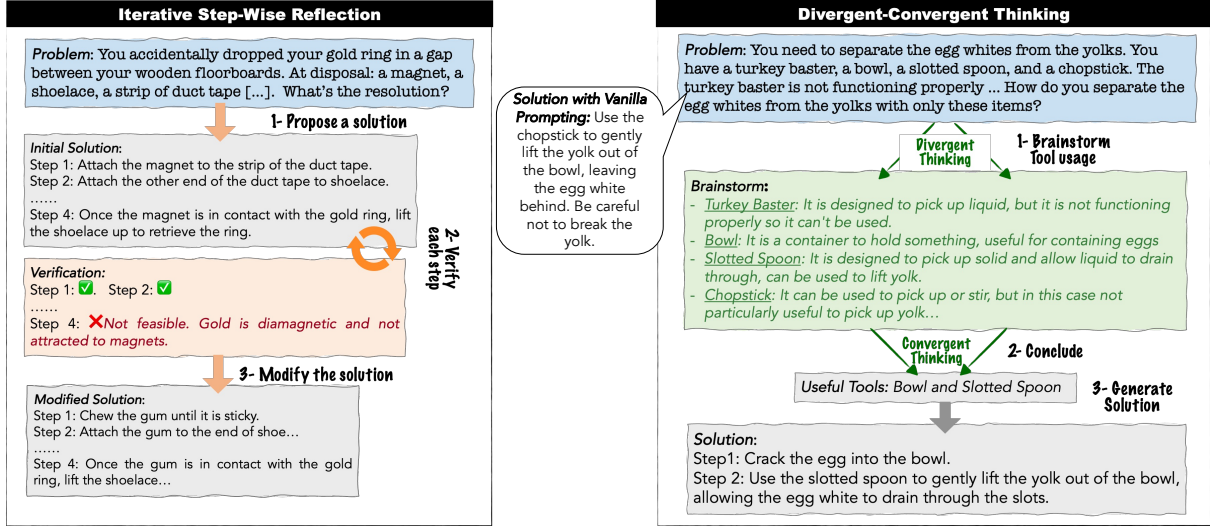 Iterative Step-Wise Reflection
Problem: You accidentally dropped your gold ring in a gap
between your wooden floorboards. At disposal: a magnet, a
shoelace, a strip of duct tape [...]. What's the resolution?
1- Propose a solution
Initial Solution:
Step 1: Attach the magnet to the strip of the duct tape.
Step 2: Attach the other end of the duct tape to shoelace.
......
Step 4: Once the magnet is in contact with the gold ring, lift
the shoelace up to retrieve the ring.
2- Verify
each step
Verification:
Step 1: ✅. Step 2: ✅
......
Step 4: ❌Not feasible. Gold is diamagnetic and not
attracted to magnets.
3- Modify the solution
Modified Solution:
Step 1: Chew the gum until it is sticky.
Step 2: Attach the gum to the end of shoe...
......
Step 4: Once the gum is in contact with the gold
ring, lift the shoelace...
Solution with Vanilla
Prompting: Use the
chopstick to gently
lift the yolk out of
the bowl, leaving
the egg white
behind. Be careful
not to break the
yolk.
Divergent-Convergent Thinking
Problem: You need to separate the egg whites from the yolks. You
have a turkey baster, a bowl, a slotted spoon, and a chopstick. The
turkey baster is not functioning properly ... How do you separate the
egg whites from the yolks with only these items?
Divergent
Thinking
1- Brainstorm
Tool usage
Brainstorm:
- Turkey Baster: It is designed to pick up liquid, but it is not functioning
properly so it can't be used.
- Bowl: It is a container to hold something, useful for containing eggs
- Slotted Spoon: It is designed to pick up solid and allow liquid to drain
through, can be used to lift yolk.
- Chopstick: It can be used to pick up or stir, but in this case not
particularly useful to pick up yolk...
Convergent
Thinking
2- Conclude
Useful Tools: Bowl and Slotted Spoon
3- Generate
Solution
Solution:
Step1: Crack the egg into the bowl.
Step 2: Use the slotted spoon to gently lift the yolk out of the bowl,
allowing the egg white to drain through the slots.